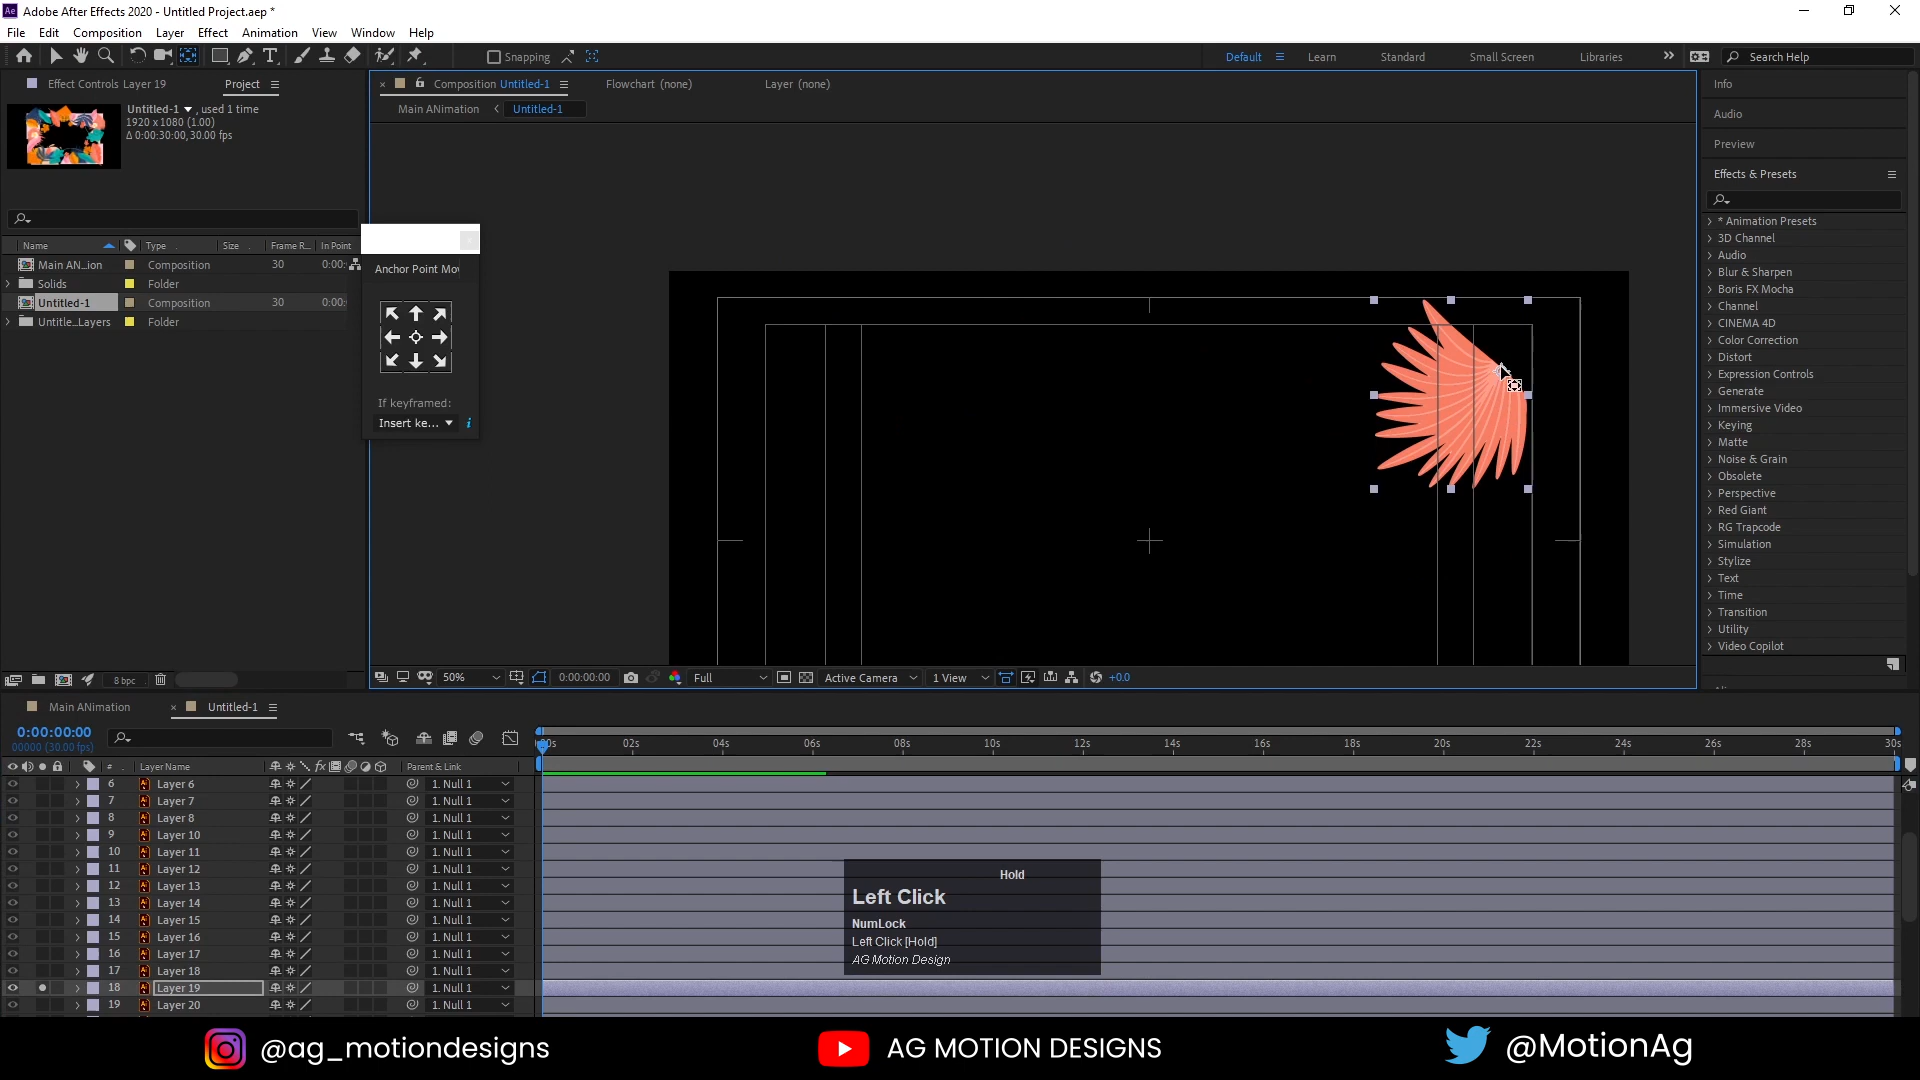 Adobe After Effects 2020 - Untitled Project.aep *
File Edit Composition Layer Effect Animation View Window Help
Snapping
Default Learn Standard Small Screen Libraries
Search Help
Effect Controls Layer 19 Project
Untitled-1 , used 1 time
1920 x 1080 (1.00)
Δ 0:00:30:00, 30.00 fps
Name Type Size Frame R... In Point
Main AN...ion Composition 30 0:00:
Solids Folder
Untitled-1 Composition 30 0:00:
Untitle...Layers Folder
8 bpc
Composition Untitled-1 Flowchart (none) Layer (none)
Main ANimation Untitled-1
Anchor Point Mov
If keyframed:
Insert ke...
50% 0:00:00:00 Full Active Camera 1 View +0.0
Info
Audio
Preview
Effects & Presets
* Animation Presets
3D Channel
Audio
Blur & Sharpen
Boris FX Mocha
Channel
CINEMA 4D
Color Correction
Distort
Expression Controls
Generate
Immersive Video
Keying
Matte
Noise & Grain
Obsolete
Perspective
Red Giant
RG Trapcode
Simulation
Stylize
Text
Time
Transition
Utility
Video Copilot
Main ANimation Untitled-1
0:00:00:00
00000 (30.00 fps)
:00s 02s 04s 06s 08s 10s 12s 14s 16s 18s 20s 22s 24s 26s 28s 30s
# Layer Name Parent & Link
6 Layer 6 1. Null 1
7 Layer 7 1. Null 1
8 Layer 8 1. Null 1
9 Layer 10 1. Null 1
10 Layer 11 1. Null 1
11 Layer 12 1. Null 1
12 Layer 13 1. Null 1
13 Layer 14 1. Null 1
14 Layer 15 1. Null 1
15 Layer 16 1. Null 1
16 Layer 17 1. Null 1
17 Layer 18 1. Null 1
18 Layer 19 1. Null 1
19 Layer 20 1. Null 1
Hold
Left Click
NumLock
Left Click [Hold]
AG Motion Design
@ag_motiondesigns AG MOTION DESIGNS @MotionAg